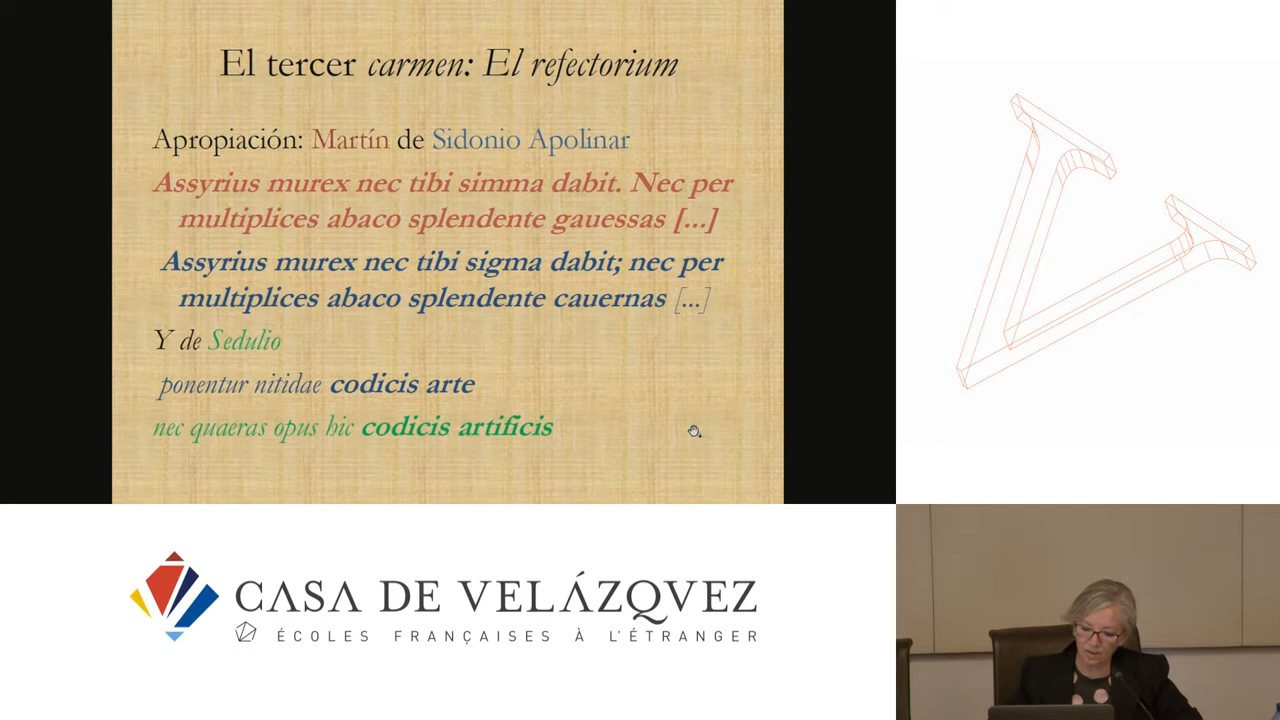 El tercer carmen: El refectorium
Apropiación: Martín de Sidonio Apolinar
Assyrius murex nec tibi simma dabit. Nec per
multiplices abaco splendente gauessas [...]
Assyrius murex nec tibi sigma dabit; nec per
multiplices abaco splendente cauernas [...]
Y de Sedulio
ponentur nitidae codicis arte
nec quaeras opus hic codicis artificis
CASA DE VELÁZQVEZ
ÉCOLES FRANÇAISES À L'ÉTRANGER